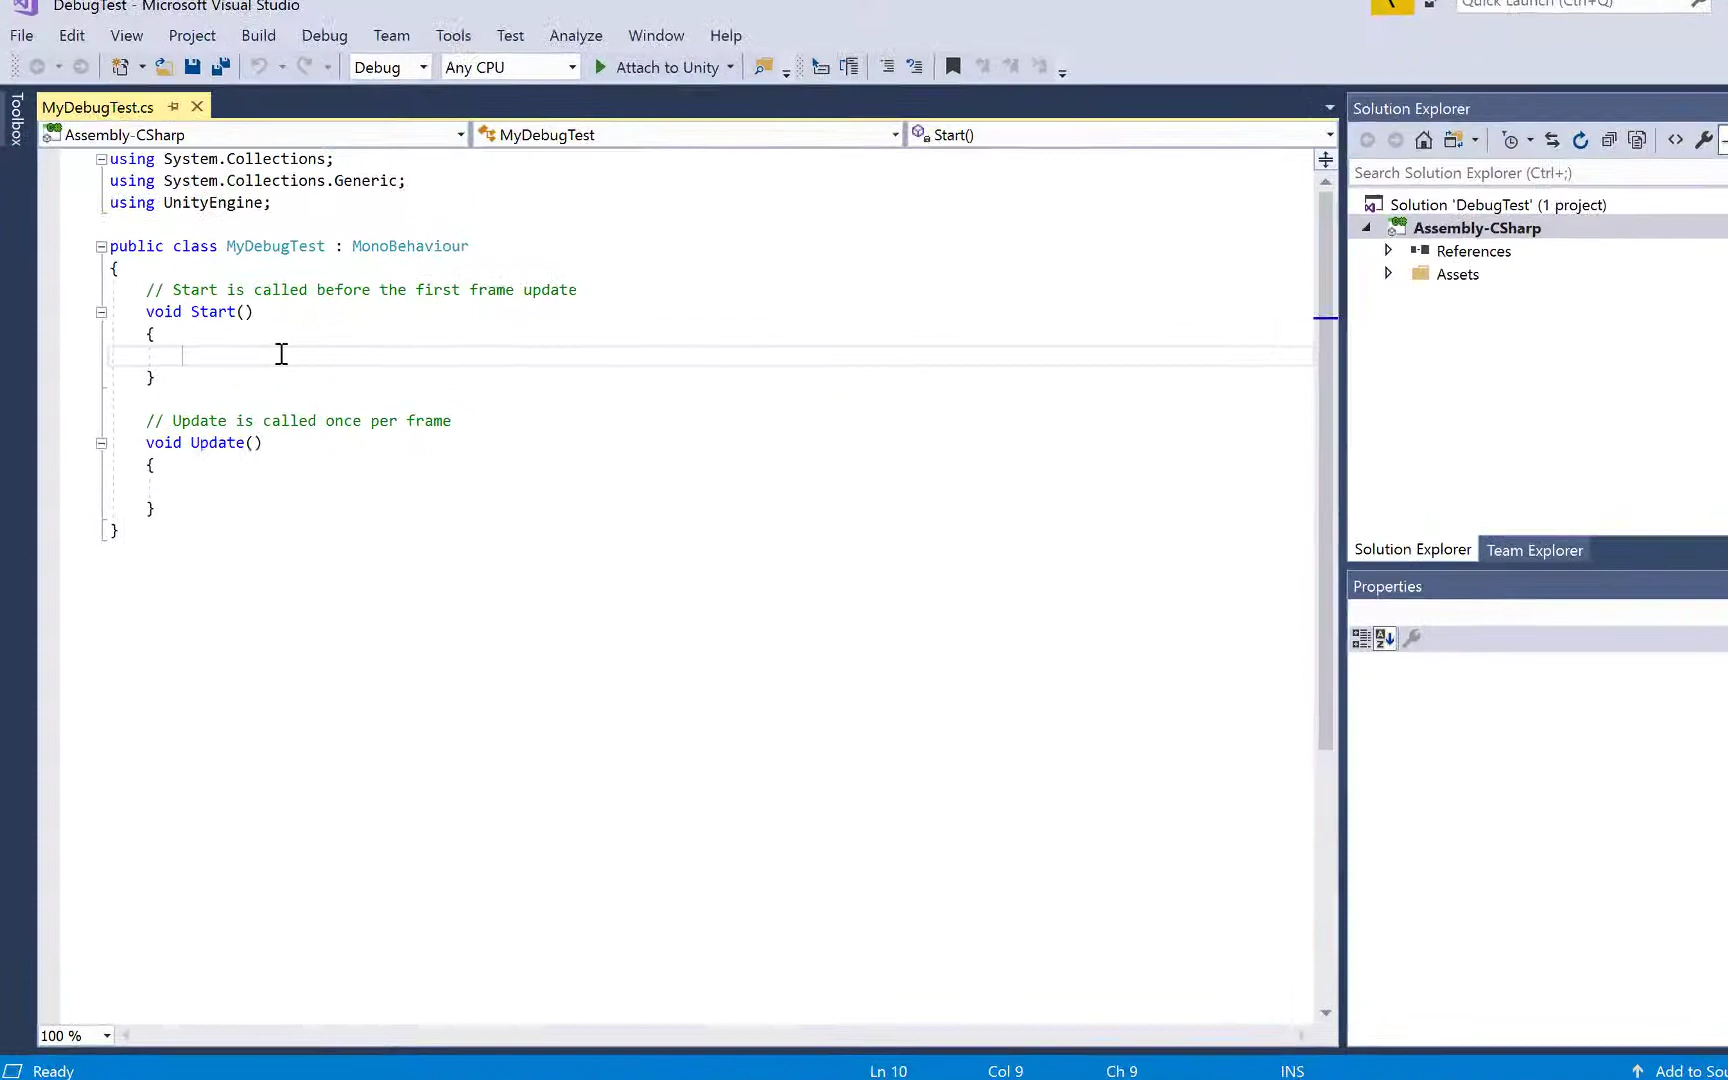 DebugTest - Microsoft Visual Studio
Quick Launch (Ctrl+Q)
File Edit View Project Build Debug Team Tools Test Analyze Window Help
Debug Any CPU Attach to Unity
Toolbox
MyDebugTest.cs
Assembly-CSharp MyDebugTest Start()
using System.Collections;
using System.Collections.Generic;
using UnityEngine;
public class MyDebugTest : MonoBehaviour
{
// Start is called before the first frame update
void Start()
{
}
// Update is called once per frame
void Update()
{
}
}
100 %
Solution Explorer
Search Solution Explorer (Ctrl+;)
Solution 'DebugTest' (1 project)
Assembly-CSharp
References
Assets
Solution Explorer Team Explorer
Properties
Ready Ln 10 Col 9 Ch 9 INS Add to Sou